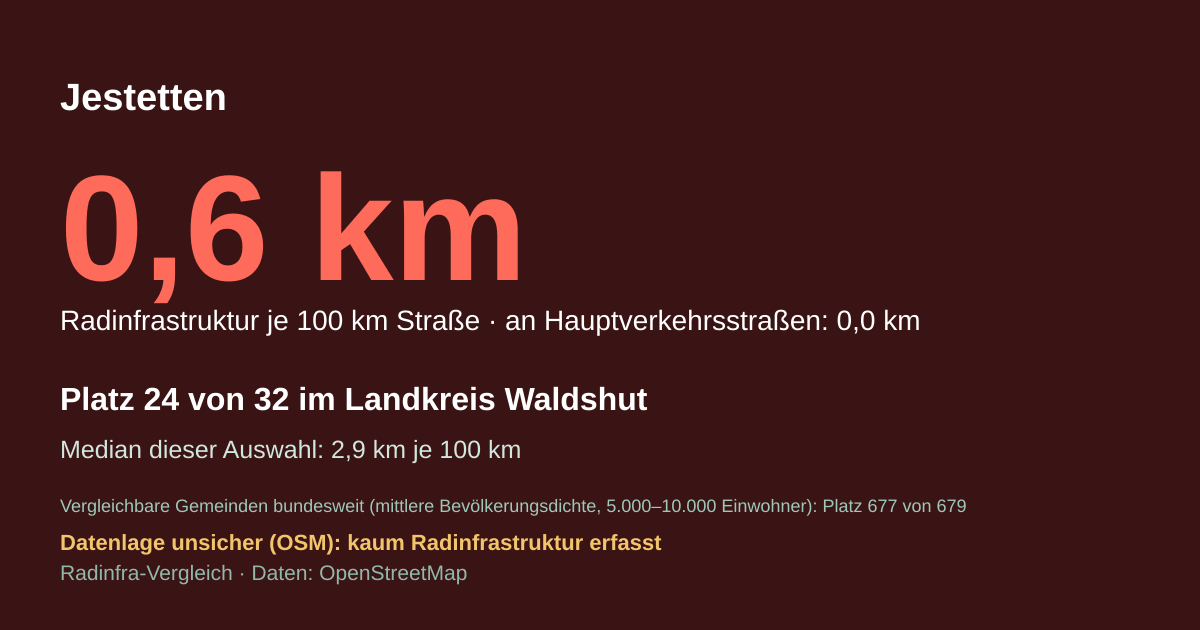 Jestetten
0,6 km
Radinfrastruktur je 100 km Straße · an Hauptverkehrsstraßen: 0,0 km
Platz 24 von 32 im Landkreis Waldshut
Median dieser Auswahl: 2,9 km je 100 km
Vergleichbare Gemeinden bundesweit (mittlere Bevölkerungsdichte, 5.000–10.000 Einwohner): Platz 677 von 679
Datenlage unsicher (OSM): kaum Radinfrastruktur erfasst
Radinfra-Vergleich · Daten: OpenStreetMap